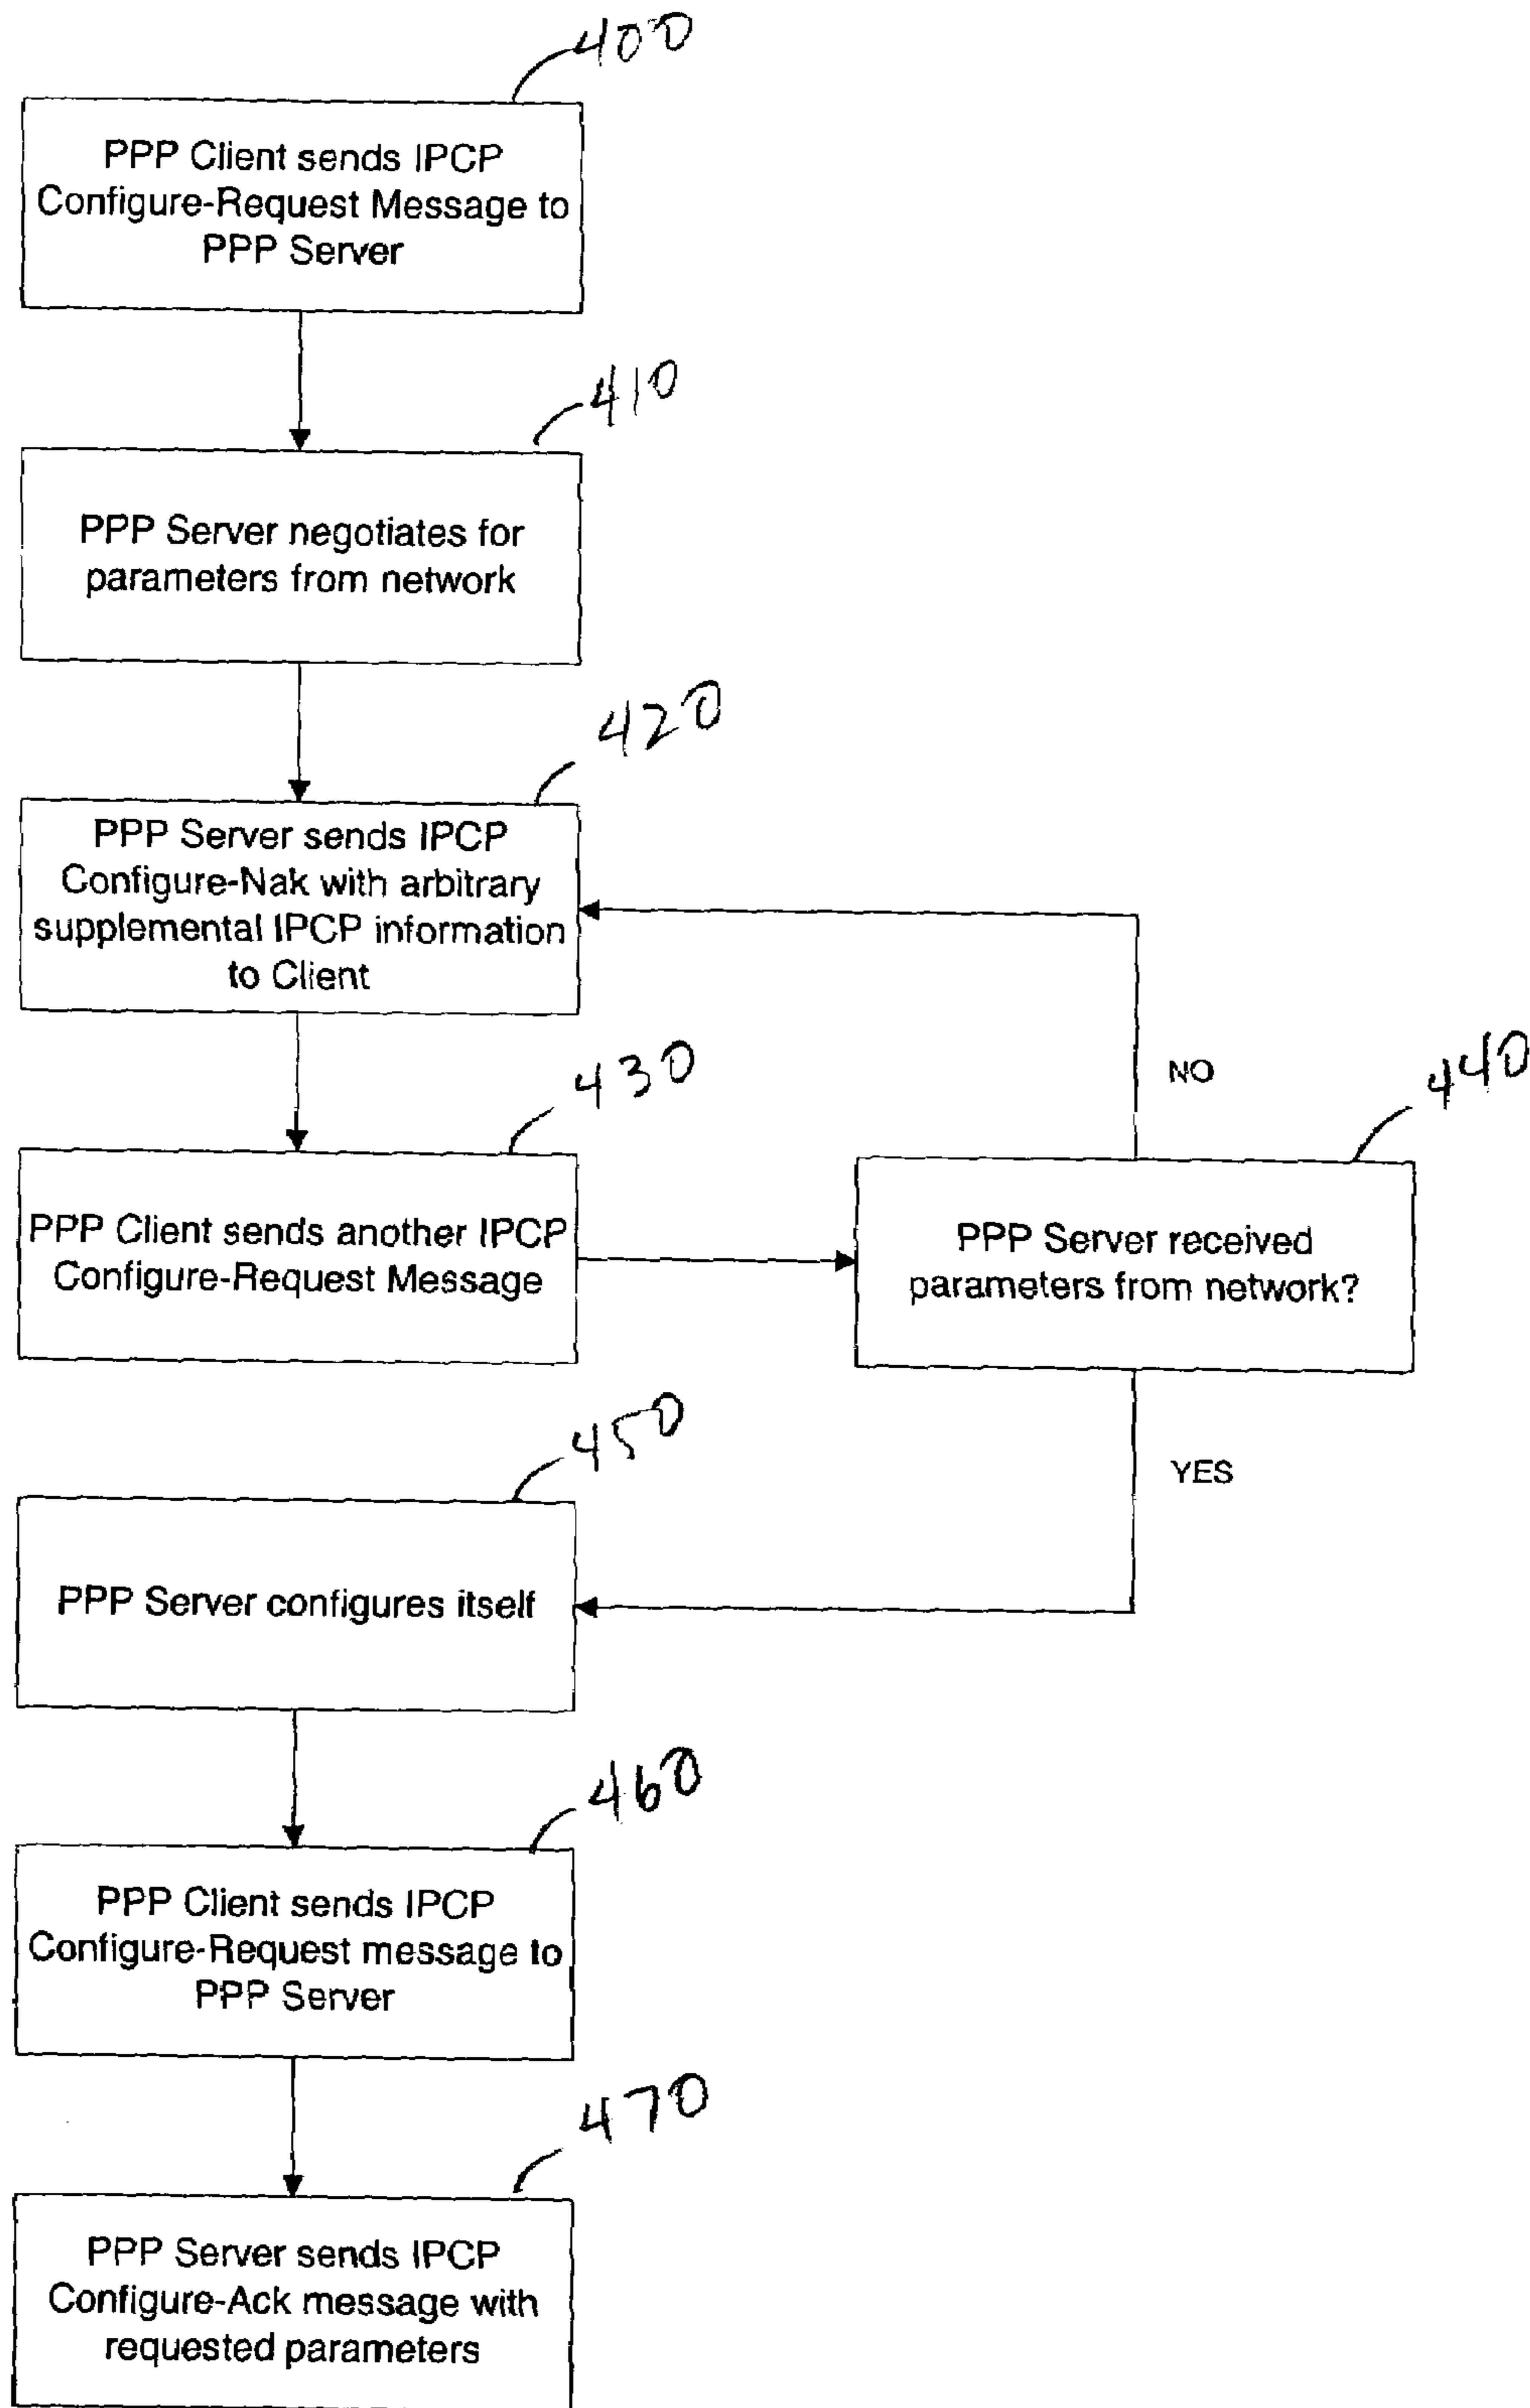 400
PPP Client sends IPCP
Configure-Request Message to
PPP Server
410
PPP Server negotiates for
parameters from network
420
PPP Server sends IPCP
Configure-Nak with arbitrary
supplemental IPCP information
to Client
430
PPP Client sends another IPCP
Configure-Request Message
NO
440
PPP Server received
parameters from network?
YES
450
PPP Server configures itself
460
PPP Client sends IPCP
Configure-Request message to
PPP Server
470
PPP Server sends IPCP
Configure-Ack message with
requested parameters